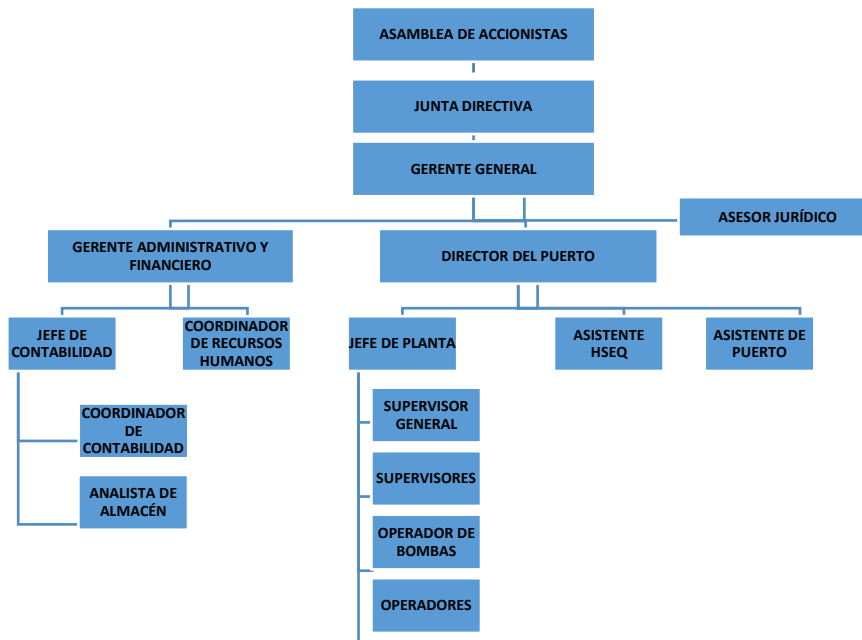 ASAMBLEA DE ACCIONISTAS
JUNTA DIRECTIVA
GERENTE GENERAL
ASESOR JURÍDICO
GERENTE ADMINISTRATIVO Y
FINANCIERO
DIRECTOR DEL PUERTO
JEFE DE
CONTABILIDAD
COORDINADOR
DE RECURSOS
HUMANOS
JEFE DE PLANTA
ASISTENTE
HSEQ
ASISTENTE DE
PUERTO
COORDINADOR
DE
CONTABILIDAD
ANALISTA DE
ALMACÉN
SUPERVISOR
GENERAL
SUPERVISORES
OPERADOR DE
BOMBAS
OPERADORES